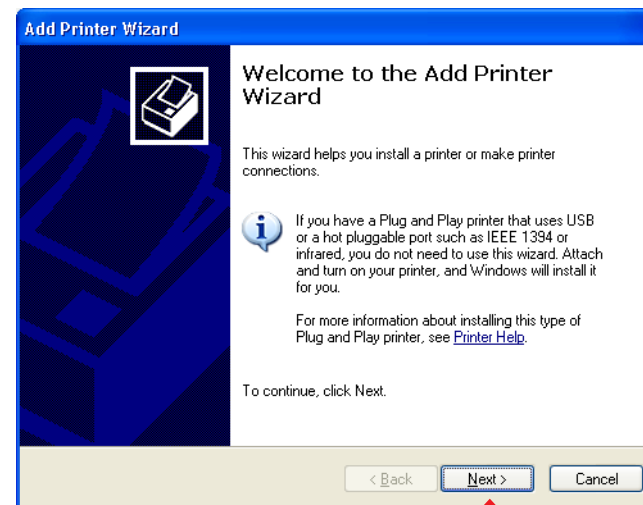 Add Printer Wizard
Welcome to the Add Printer
Wizard
This wizard helps you install a printer or make printer
connections.
If you have a Plug and Play printer that uses USB
or a hot pluggable port such as IEEE 1394 or
infrared, you do not need to use this wizard. Attach
and turn on your printer, and Windows will install it
for you.
For more information about installing this type of
Plug and Play printer, see Printer Help.
To continue, click Next.
< Back Next > Cancel